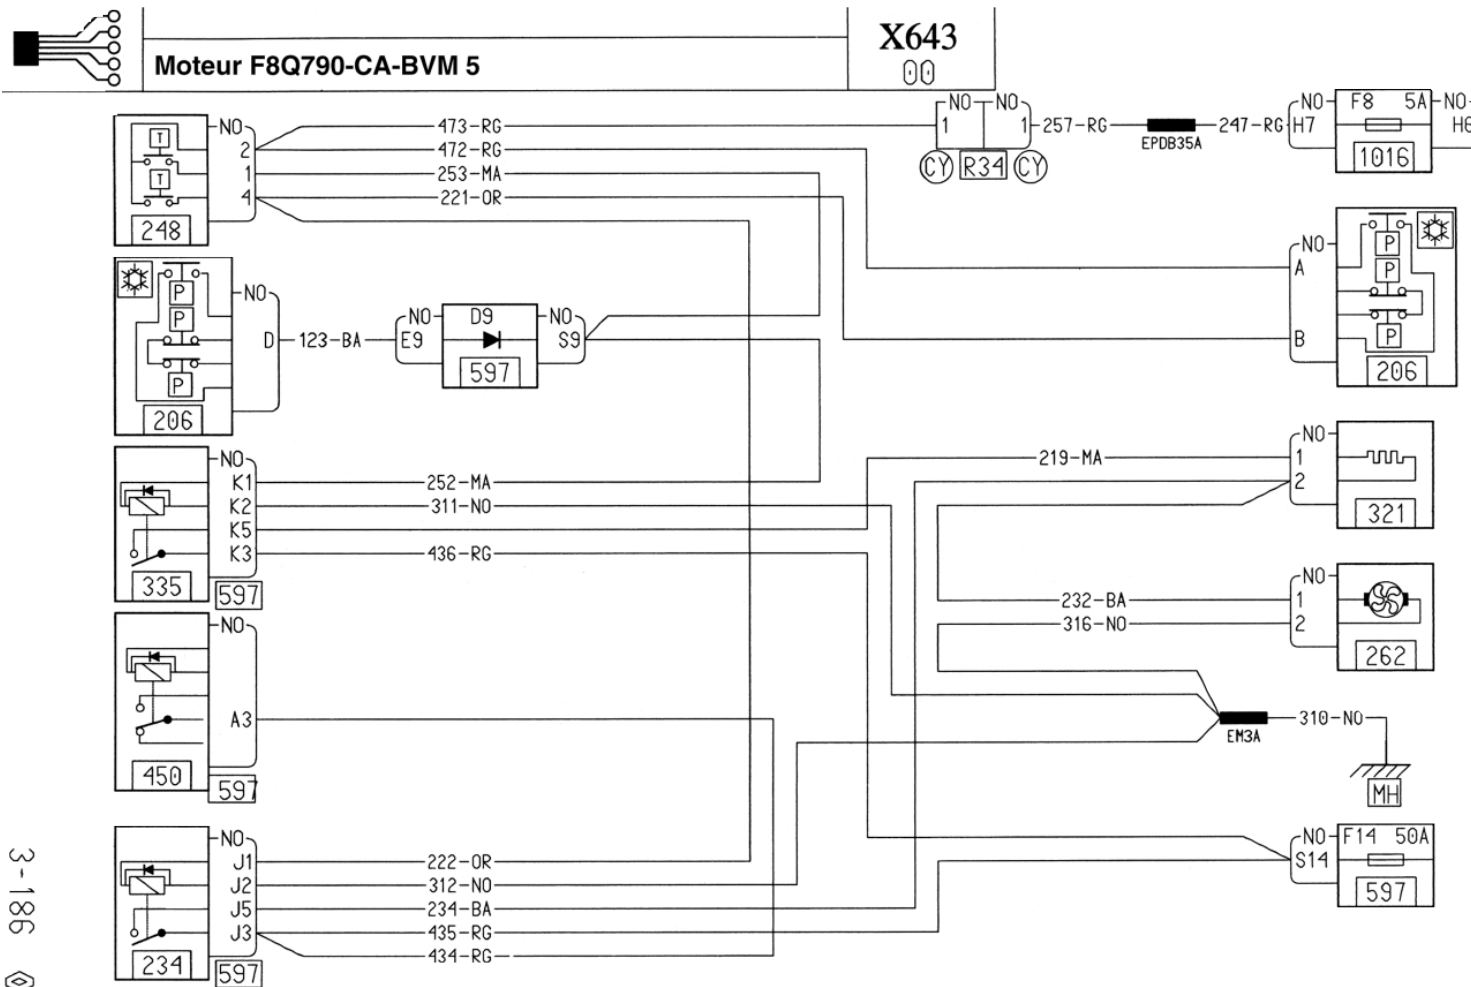 X643
00
Moteur F8Q790-CA-BVM 5
NO NO
1 1
CY R34 CY
257-RG
EPDB35A
247-RG
NO F8 5A NO
H7 H6
1016
T
T
248
NO
2
1
4
473-RG
472-RG
253-MA
221-OR
NO
A
B
P
P
P
206
P
P
P
206
NO
D
123-BA
NO D9 NO
E9 S9
597
335
NO
K1
K2
K5
K3
597
252-MA
311-NO
436-RG
219-MA
NO
1
2
321
232-BA
316-NO
NO
1
2
262
450
NO
A3
597
EM3A
310-NO
MH
234
NO
J1
J2
J5
J3
597
222-OR
312-NO
234-BA
435-RG
434-RG
NO F14 50A
S14
597
3-186